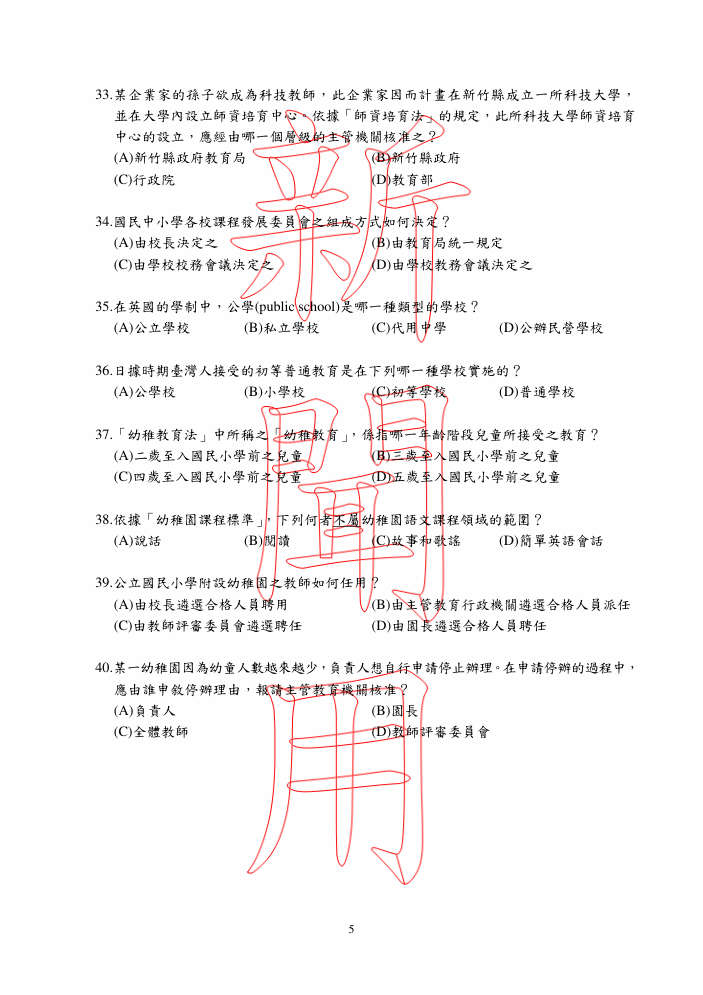 33.某企業家的孫子欲成為科技教師，此企業家因而計畫在新竹縣成立一所科技大學，
並在大學內設立師資培育中心。依據「師資培育法」的規定，此所科技大學師資培育
中心的設立，應經由哪一個層級的主管機關核准之？
(A)新竹縣政府教育局 (B)新竹縣政府
(C)行政院 (D)教育部
34.國民中小學各校課程發展委員會之組成方式如何決定？
(A)由校長決定之 (B)由教育局統一規定
(C)由學校校務會議決定之 (D)由學校教務會議決定之
35.在英國的學制中，公學(public school)是哪一種類型的學校？
(A)公立學校 (B)私立學校 (C)代用中學 (D)公辦民營學校
36.日據時期臺灣人接受的初等普通教育是在下列哪一種學校實施的？
(A)公學校 (B)小學校 (C)初等學校 (D)普通學校
37.「幼稚教育法」中所稱之「幼稚教育」，係指哪一年齡階段兒童所接受之教育？
(A)二歲至入國民小學前之兒童 (B)三歲至入國民小學前之兒童
(C)四歲至入國民小學前之兒童 (D)五歲至入國民小學前之兒童
38.依據「幼稚園課程標準」，下列何者不屬幼稚園語文課程領域的範圍？
(A)說話 (B)閱讀 (C)故事和歌謠 (D)簡單英語會話
39.公立國民小學附設幼稚園之教師如何任用？
(A)由校長遴選合格人員聘用 (B)由主管教育行政機關遴選合格人員派任
(C)由教師評審委員會遴選聘任 (D)由園長遴選合格人員聘任
40.某一幼稚園因為幼童人數越來越少，負責人想自行申請停止辦理。在申請停辦的過程中，
應由誰申敘停辦理由，報請主管教育機關核准？
(A)負責人 (B)園長
(C)全體教師 (D)教師評審委員會
新聞用
5